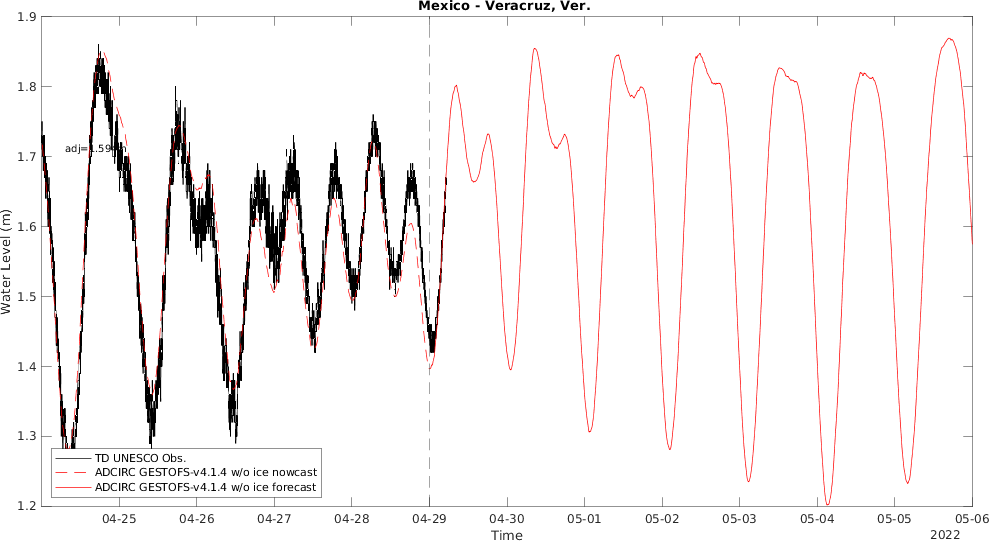 Mexico - Veracruz, Ver.
1.9
1.8
1.7
1.6
1.5
1.4
1.3
1.2
Water Level (m)
TD UNESCO Obs.
ADCIRC GESTOFS-v4.1.4 w/o ice nowcast
ADCIRC GESTOFS-v4.1.4 w/o ice forecast
04-25 04-26 04-27 04-28 04-29 04-30 05-01 05-02 05-03 05-04 05-05 05-06
Time
2022